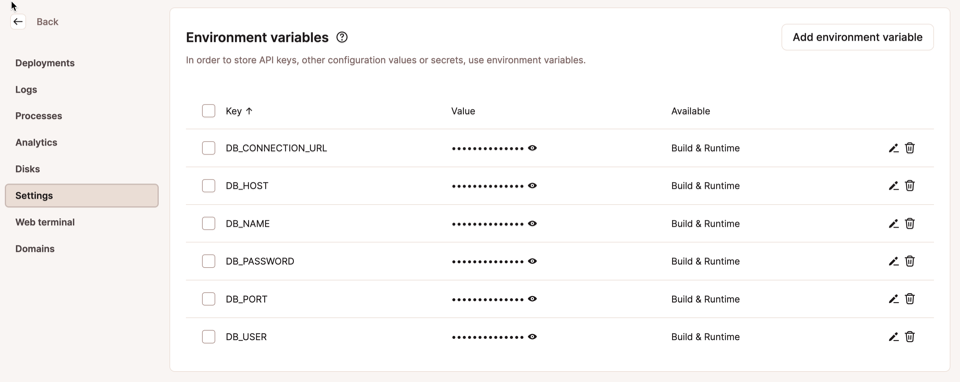 Back
Deployments
Logs
Processes
Analytics
Disks
Settings
Web terminal
Domains
Environment variables
Add environment variable
In order to store API keys, other configuration values or secrets, use environment variables.
Key ↑ Value Available
DB_CONNECTION_URL •••••••••••••• Build & Runtime
DB_HOST •••••••••••••• Build & Runtime
DB_NAME •••••••••••••• Build & Runtime
DB_PASSWORD •••••••••••••• Build & Runtime
DB_PORT •••••••••••••• Build & Runtime
DB_USER •••••••••••••• Build & Runtime